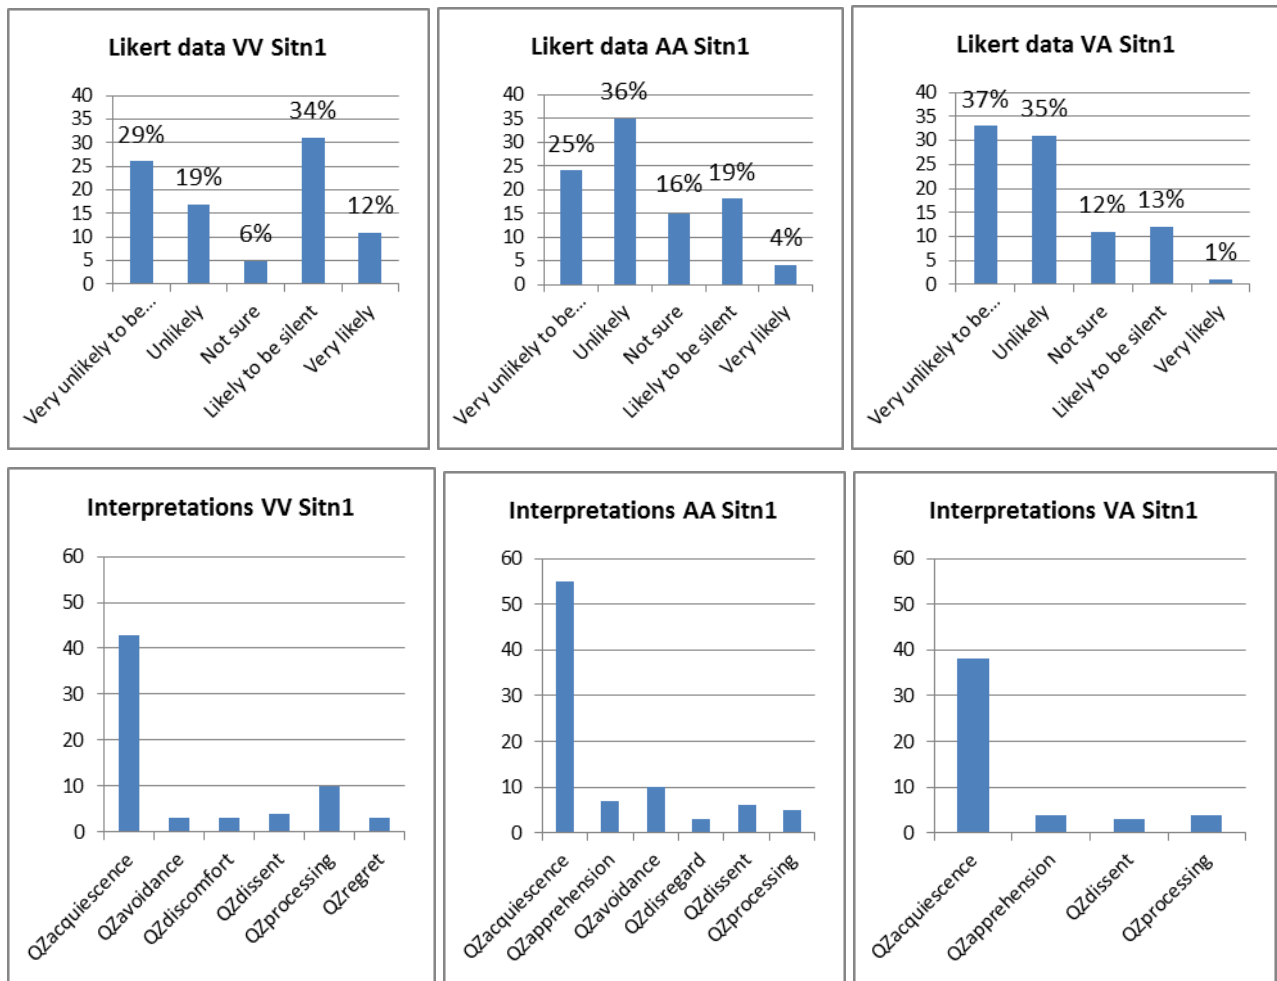 Likert data VV Sitn1
40
35
30
25
20
15
10
5
0
29%
19%
6%
34%
12%
Very unlikely to be...
Unlikely
Not sure
Likely to be silent
Very likely
Likert data AA Sitn1
40
35
30
25
20
15
10
5
0
25%
36%
16%
19%
4%
Very unlikely to be...
Unlikely
Not sure
Likely to be silent
Very likely
Likert data VA Sitn1
40
35
30
25
20
15
10
5
0
37%
35%
12%
13%
1%
Very unlikely to be...
Unlikely
Not sure
Likely to be silent
Very likely
Interpretations VV Sitn1
60
50
40
30
20
10
0
QZacquiescence
QZavoidance
QZdiscomfort
QZdissent
QZprocessing
QZregret
Interpretations AA Sitn1
60
50
40
30
20
10
0
QZacquiescence
QZapprehension
QZavoidance
QZdisregard
QZdissent
QZprocessing
Interpretations VA Sitn1
60
50
40
30
20
10
0
QZacquiescence
QZapprehension
QZdissent
QZprocessing